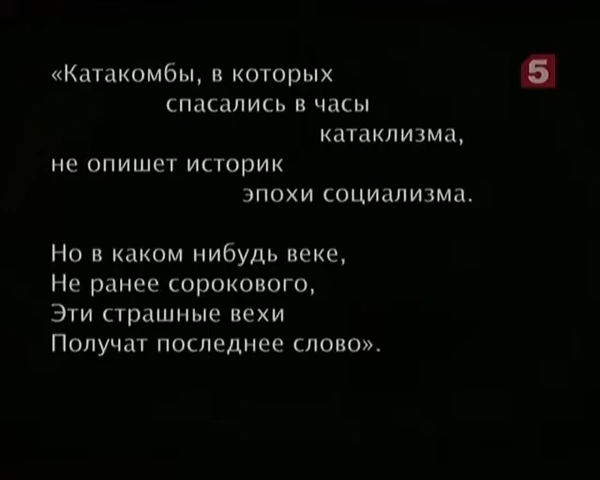 «Катакомбы, в которых
спасались в часы
катаклизма,
не опишет историк
эпохи социализма.
Но в каком нибудь веке,
Не ранее сорокового,
Эти страшные вехи
Получат последнее слово».
5